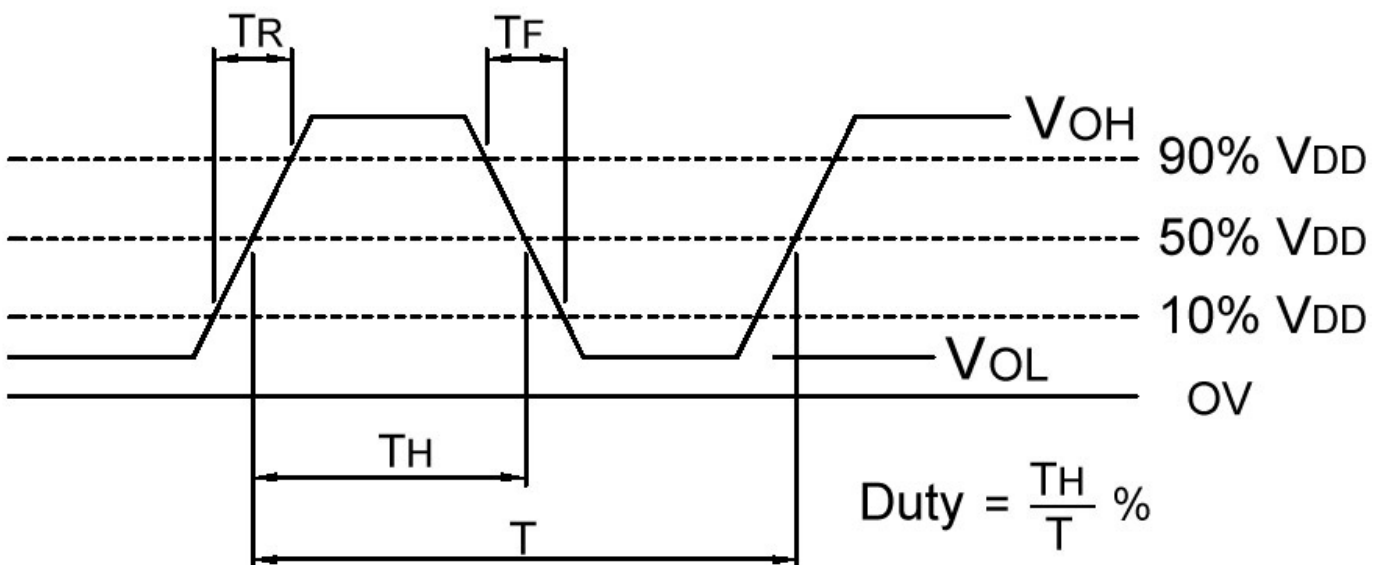 TR
TF
VOH
90% VDD
50% VDD
10% VDD
VOL
OV
TH
Duty = TH/T %
T